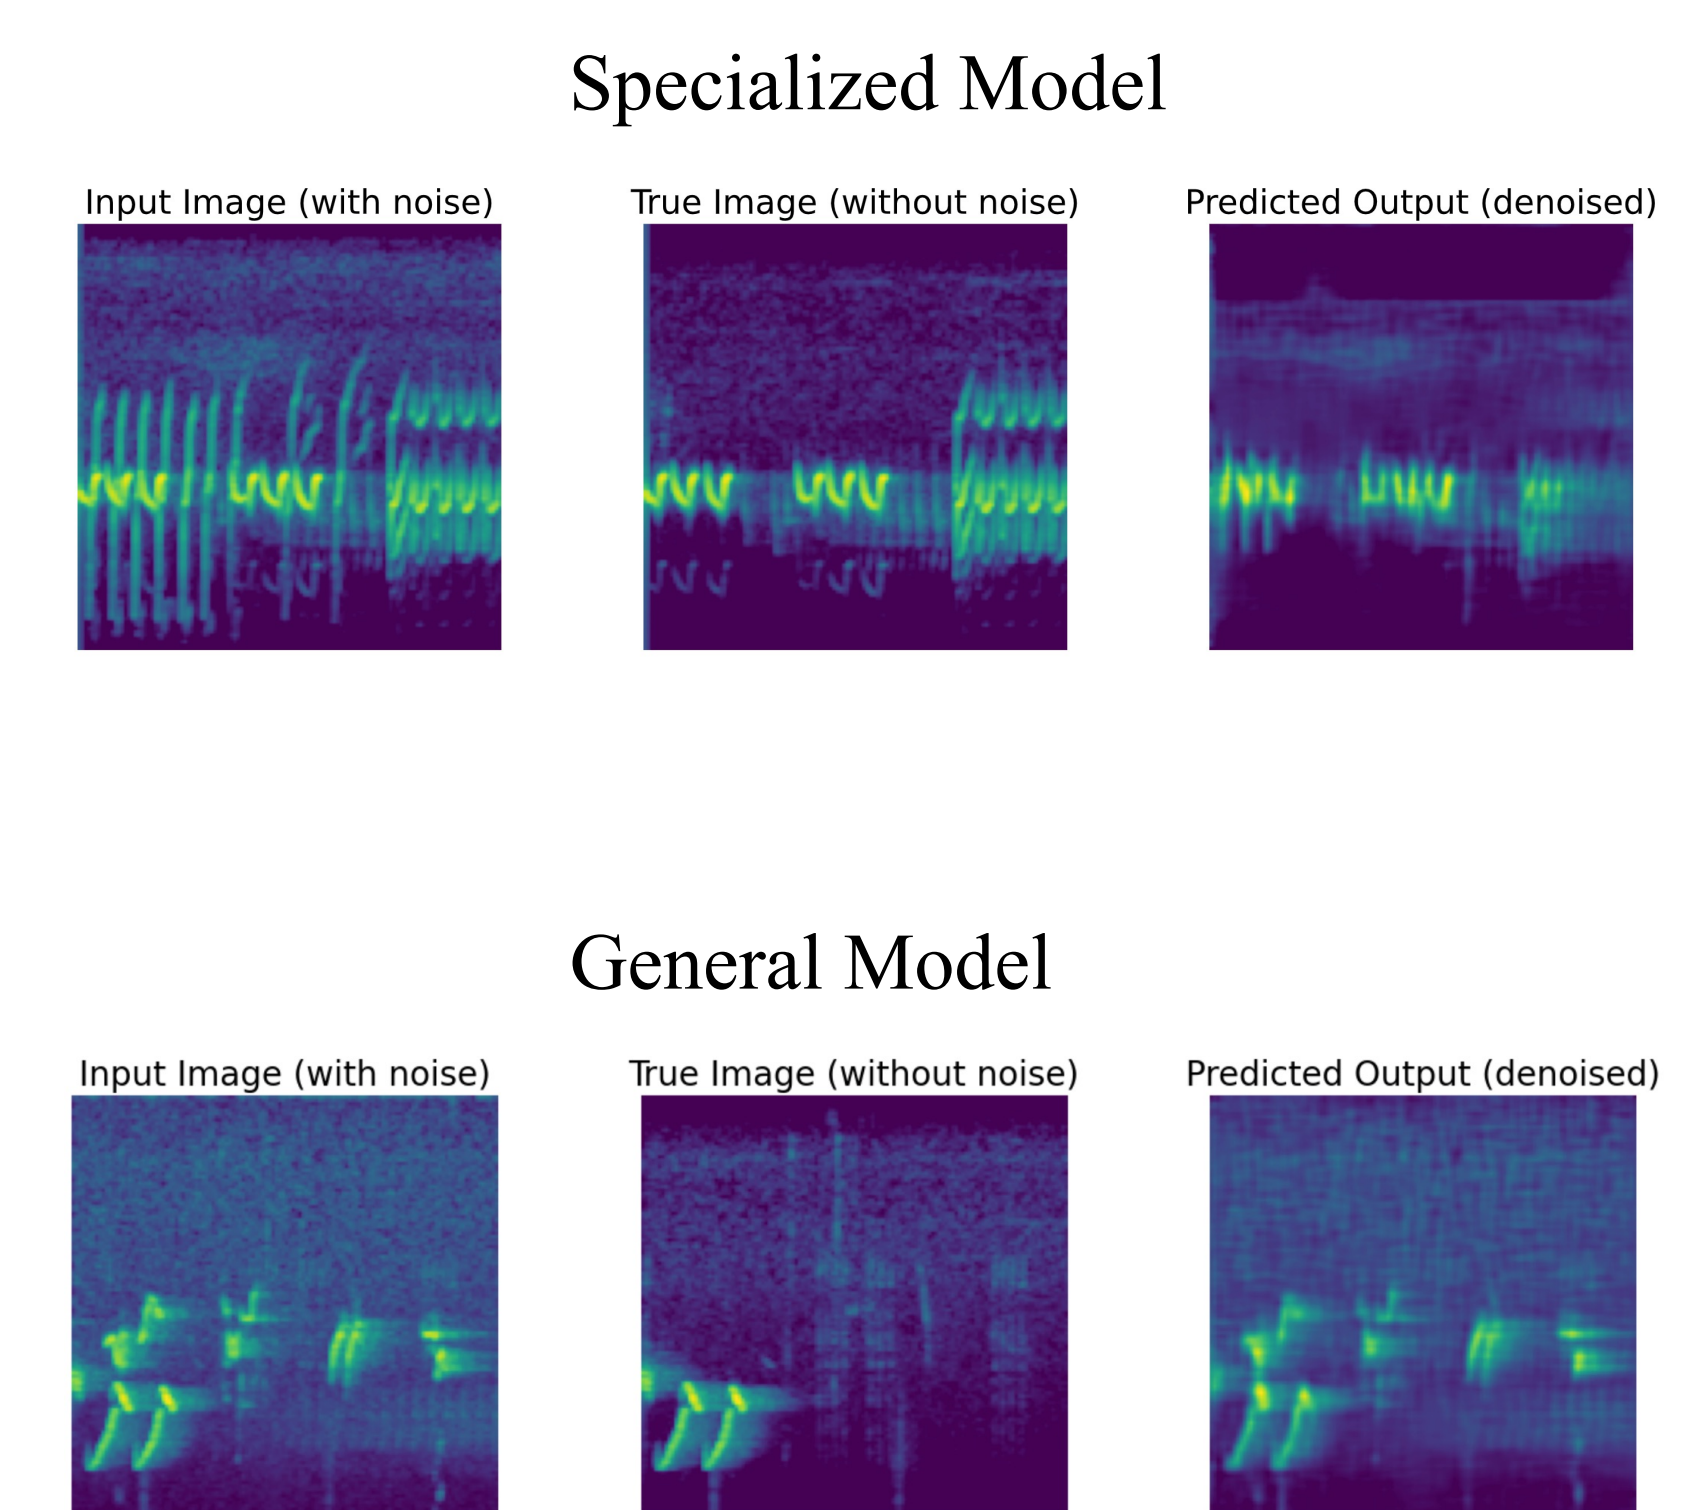 Specialized Model
Input Image (with noise)
True Image (without noise)
Predicted Output (denoised)
General Model
Input Image (with noise)
True Image (without noise)
Predicted Output (denoised)